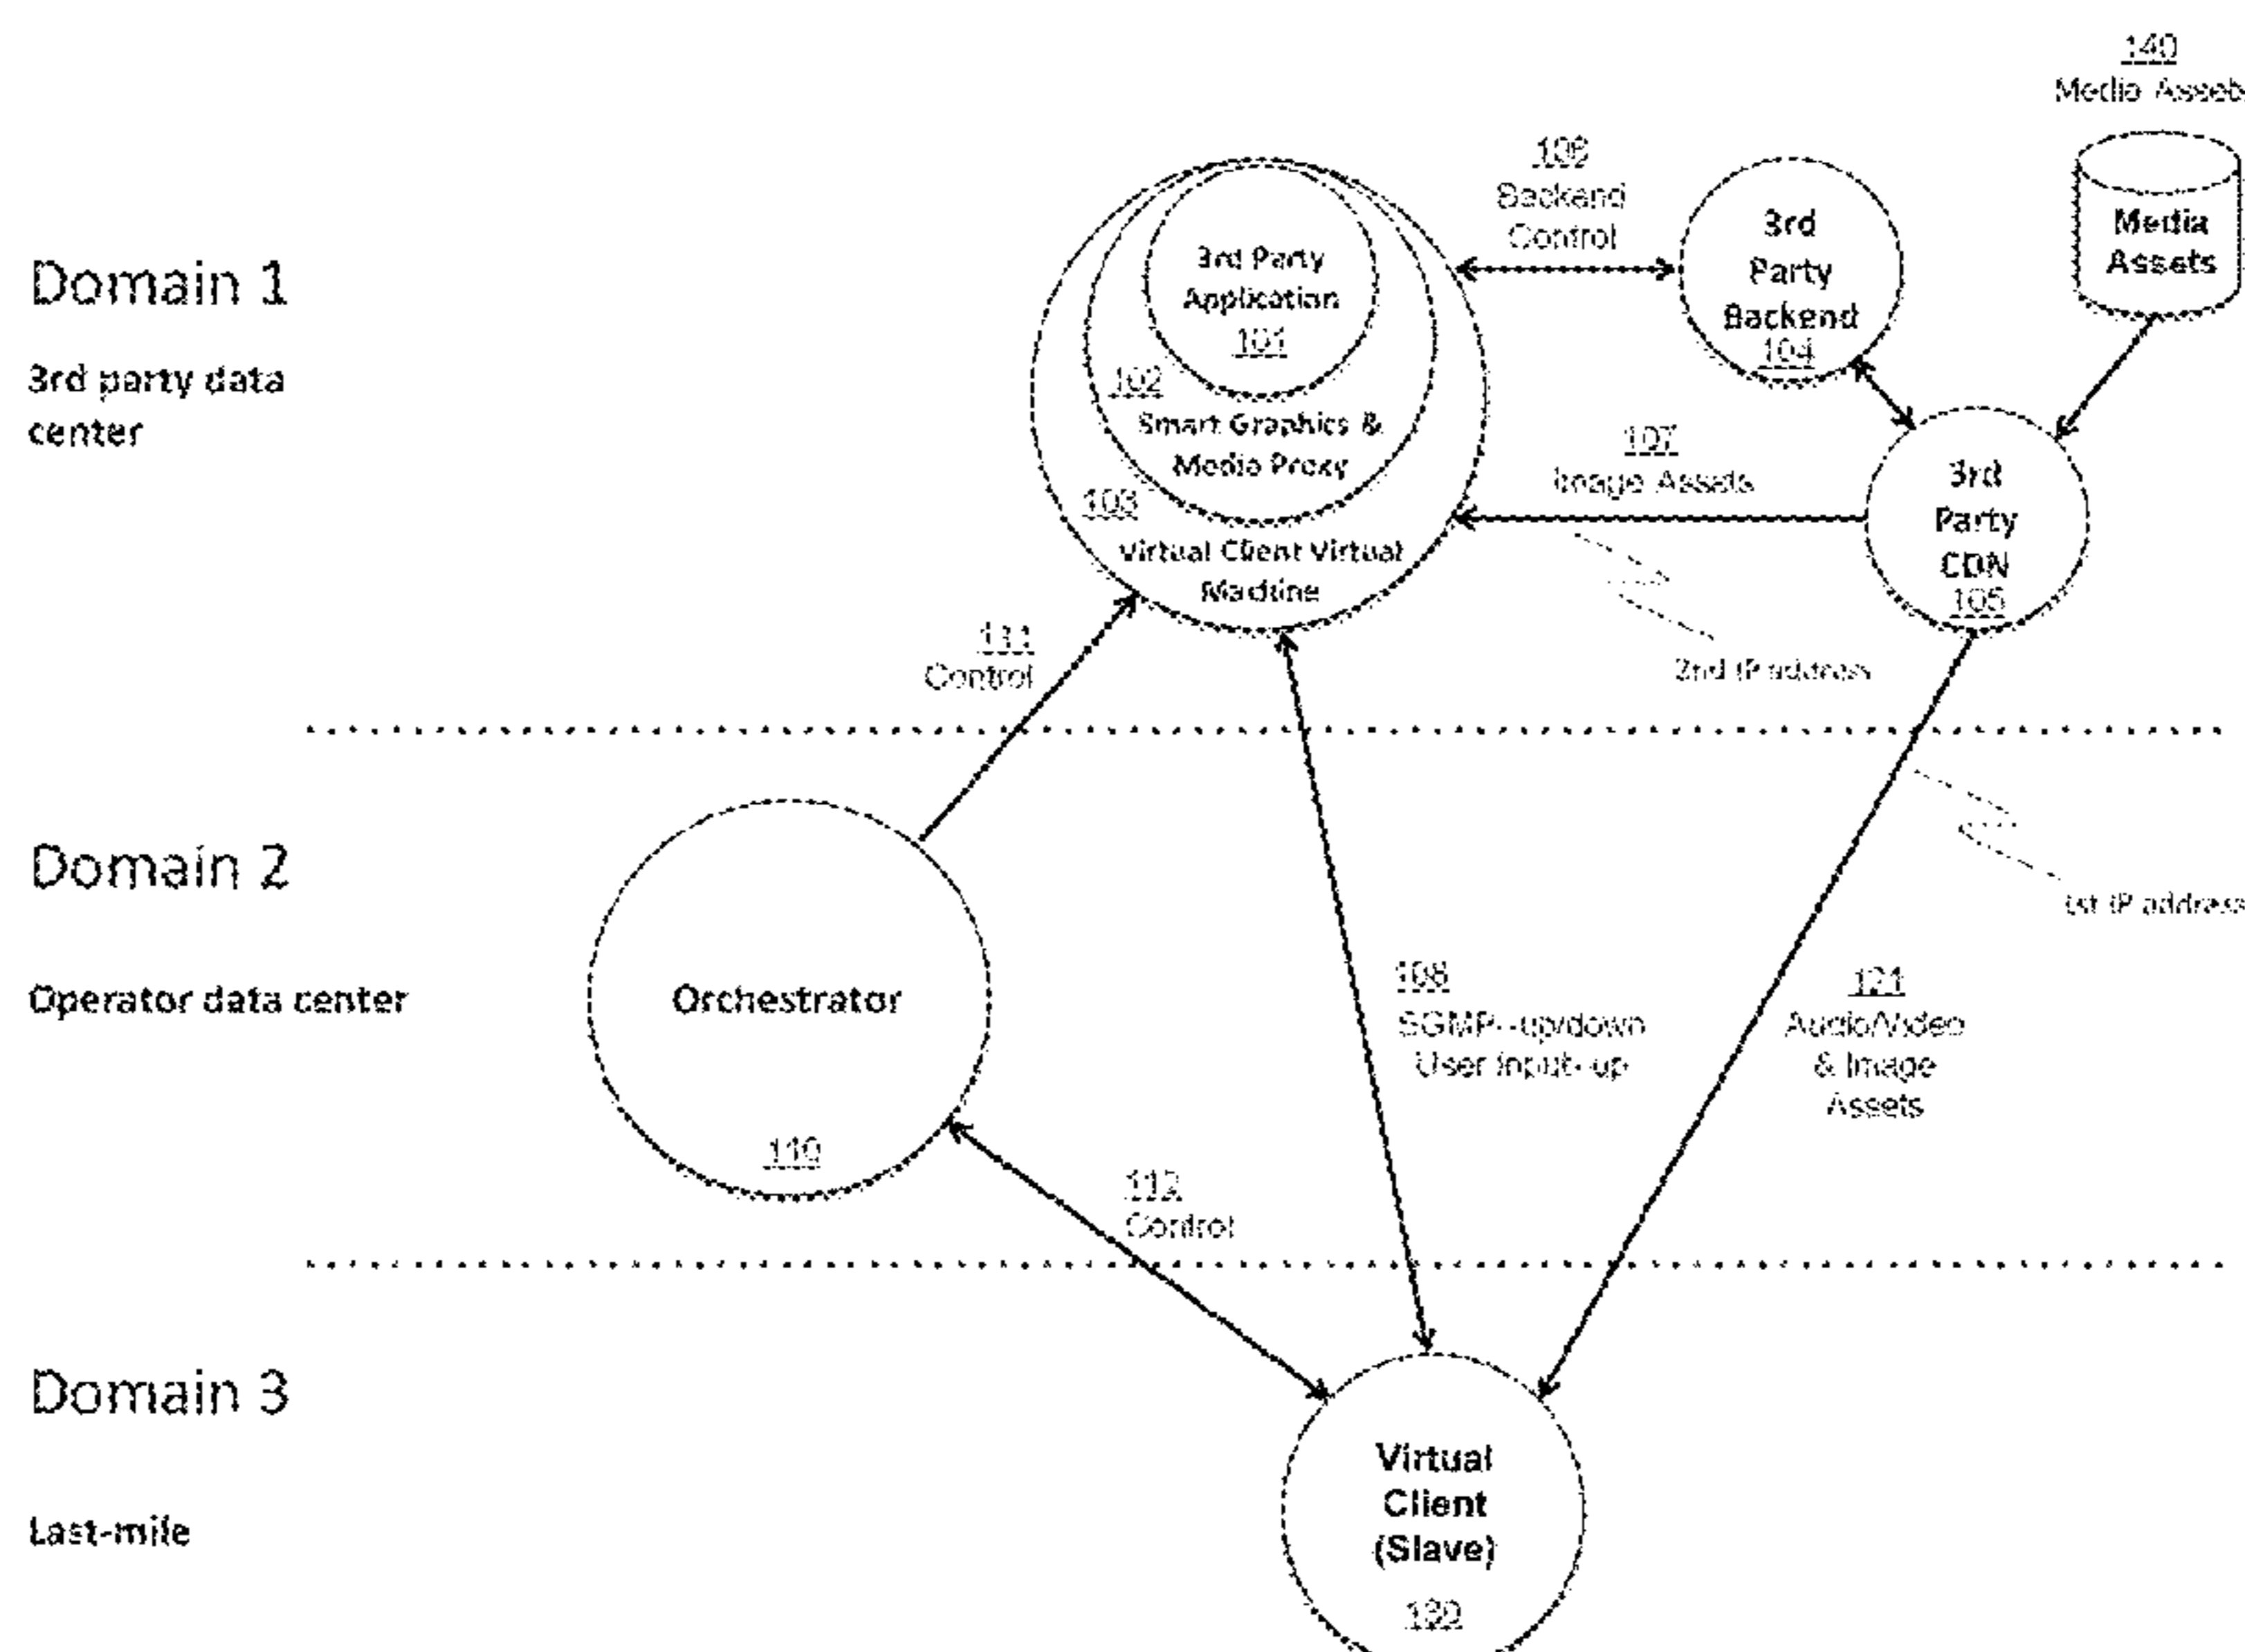 140
Media Assets
Domain 1
3rd party data
center
3rd Party
Application
101
102
Smart Graphics &
Media Proxy
103
Virtual Client Virtual
Machine
Backend
Control
3rd
Party
Backend
104
Media
Assets
107
Image Assets
3rd
Party
CDN
105
2nd IP address
111
Control
Domain 2
Operator data center
Orchestrator
110
1st IP address
108
SGMP--up/down
User input--up
121
Audio/Video
& Image
Assets
112
Control
Domain 3
Last-mile
Virtual
Client
(Slave)